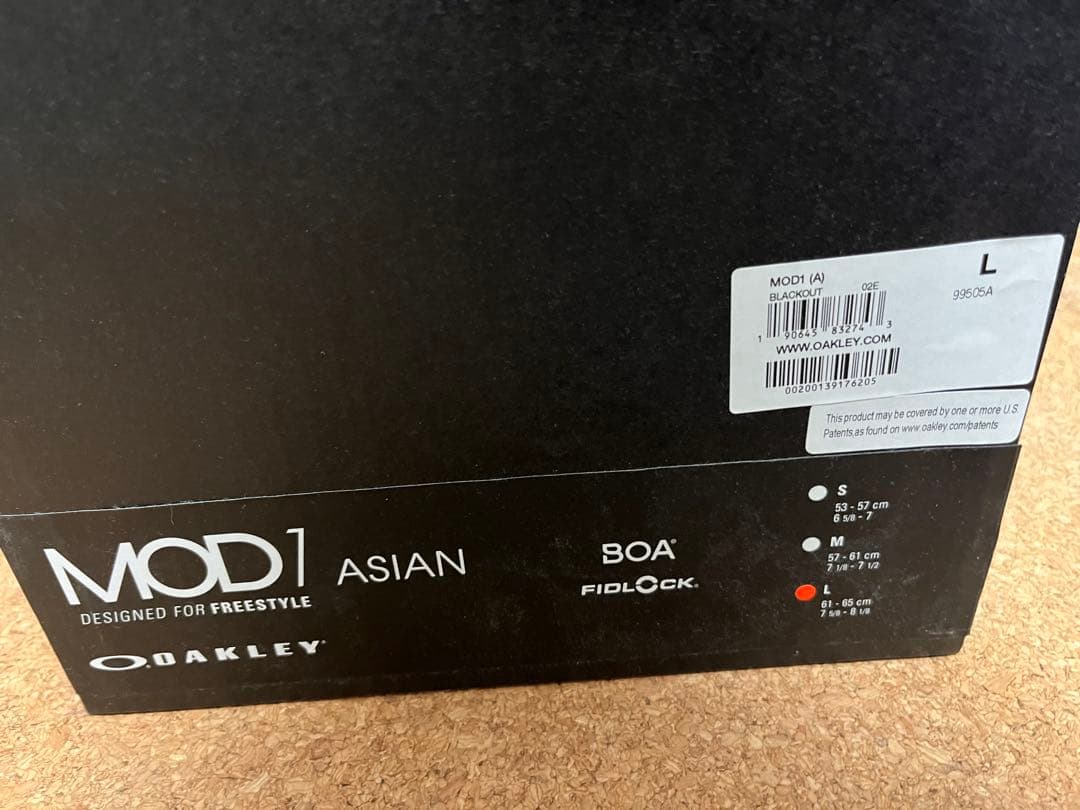 MOD1 (A)
BLACKOUT 02E
L
99505A
1 90645 83274 3
WWW.OAKLEY.COM
00200139176205
This product may be covered by one or more U.S.
Patents,as found on www.oakley.com/patents
MOD1 ASIAN
DESIGNED FOR FREESTYLE
OAKLEY
BOA®
FIDLOCK®
S
53 - 57 cm
6 5/8 - 7
M
57 - 61 cm
7 1/8 - 7 1/2
L
61 - 65 cm
7 5/8 - 8 1/8